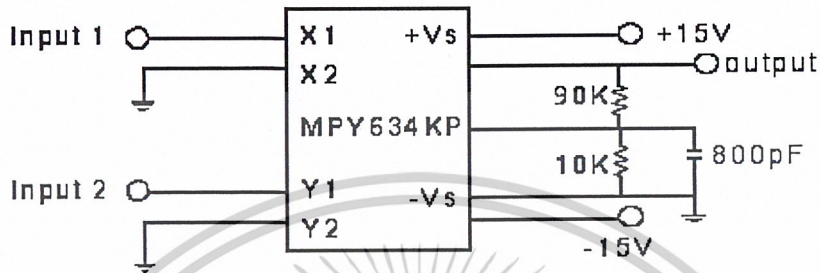 Input 1 X1 +Vs +15V
X2 output
90K
MPY634KP
10K 800pF
Input 2 Y1 -Vs
Y2
-15V